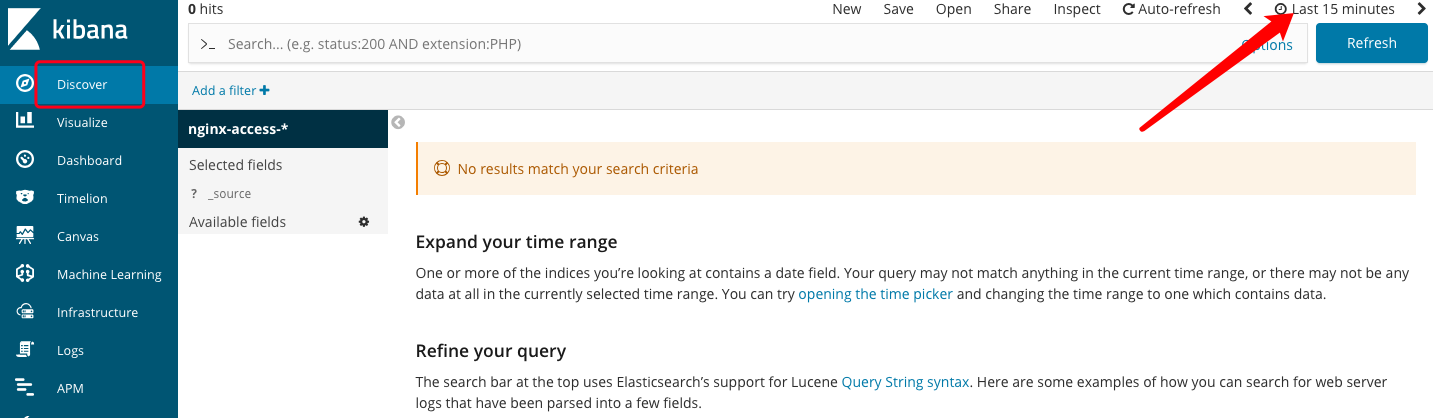 kibana
Discover
Visualize
Dashboard
Timelion
Canvas
Machine Learning
Infrastructure
Logs
APM
0 hits
New Save Open Share Inspect Auto-refresh Last 15 minutes
>_ Search... (e.g. status:200 AND extension:PHP) Options Refresh
Add a filter +
nginx-access-*
Selected fields
? _source
Available fields
No results match your search criteria
Expand your time range
One or more of the indices you're looking at contains a date field. Your query may not match anything in the current time range, or there may not be any
data at all in the currently selected time range. You can try opening the time picker and changing the time range to one which contains data.
Refine your query
The search bar at the top uses Elasticsearch's support for Lucene Query String syntax. Here are some examples of how you can search for web server
logs that have been parsed into a few fields.